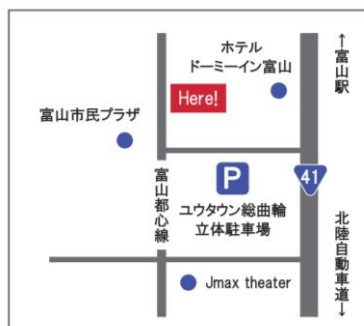 ホテル
ドーミーイン富山
↑富山駅
Here!
富山市民プラザ
41
P
富山都心線
ユウタウン総曲輪
立体駐車場
北陸自動車道↓
Jmax theater